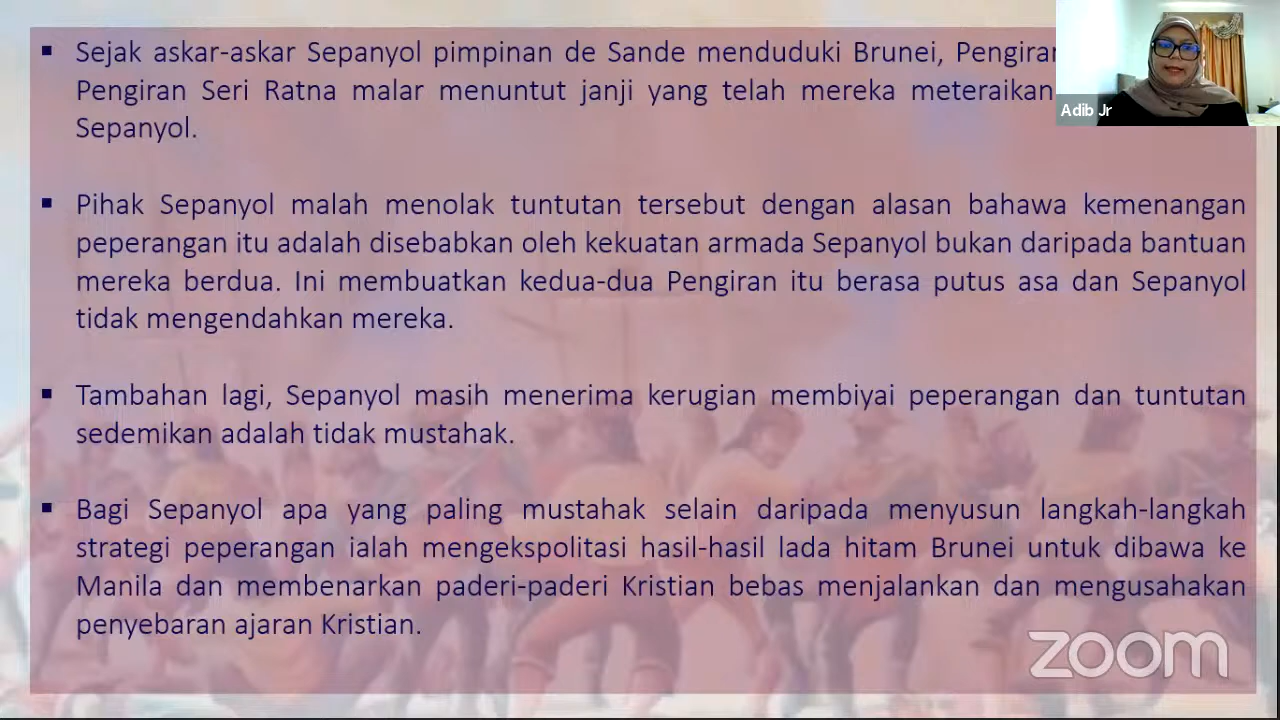 ▪ Sejak askar-askar Sepanyol pimpinan de Sande menduduki Brunei, Pengiran
Pengiran Seri Ratna malar menuntut janji yang telah mereka meteraikan
Sepanyol.
▪ Pihak Sepanyol malah menolak tuntutan tersebut dengan alasan bahawa kemenangan
peperangan itu adalah disebabkan oleh kekuatan armada Sepanyol bukan daripada bantuan
mereka berdua. Ini membuatkan kedua-dua Pengiran itu berasa putus asa dan Sepanyol
tidak mengendahkan mereka.
▪ Tambahan lagi, Sepanyol masih menerima kerugian membiyai peperangan dan tuntutan
sedemikan adalah tidak mustahak.
▪ Bagi Sepanyol apa yang paling mustahak selain daripada menyusun langkah-langkah
strategi peperangan ialah mengekspolitasi hasil-hasil lada hitam Brunei untuk dibawa ke
Manila dan membenarkan paderi-paderi Kristian bebas menjalankan dan mengusahakan
penyebaran ajaran Kristian.
Adib Jr
zoom